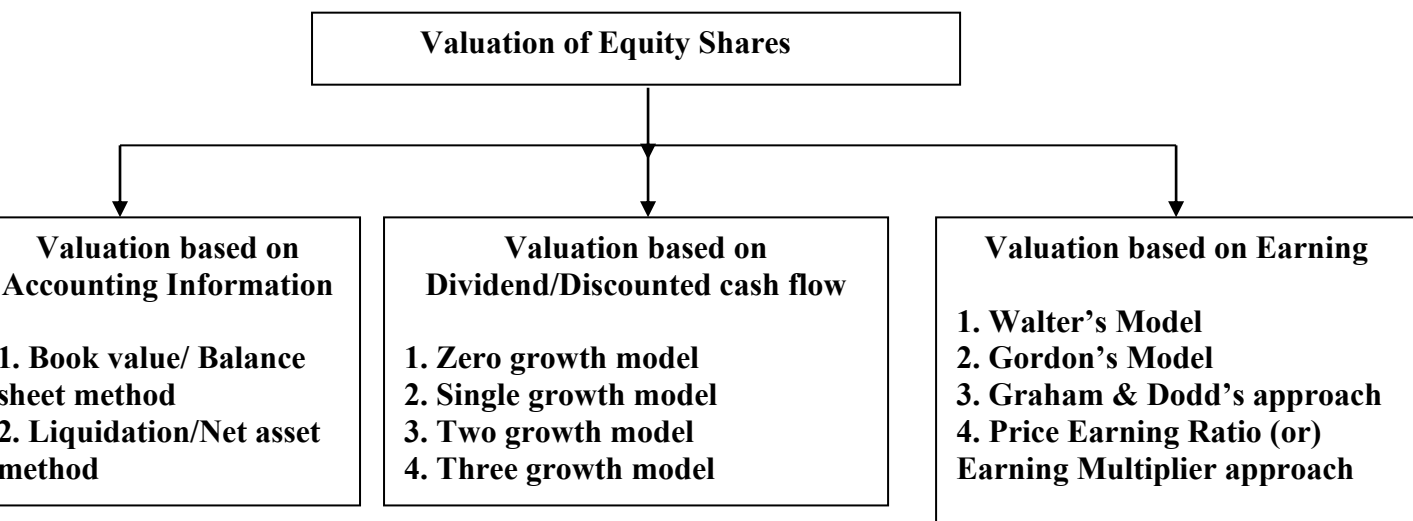 Valuation of Equity Shares
Valuation based on
Accounting Information
1. Book value/ Balance
sheet method
2. Liquidation/Net asset
method
Valuation based on
Dividend/Discounted cash flow
1. Zero growth model
2. Single growth model
3. Two growth model
4. Three growth model
Valuation based on Earning
1. Walter’s Model
2. Gordon’s Model
3. Graham & Dodd’s approach
4. Price Earning Ratio (or)
Earning Multiplier approach